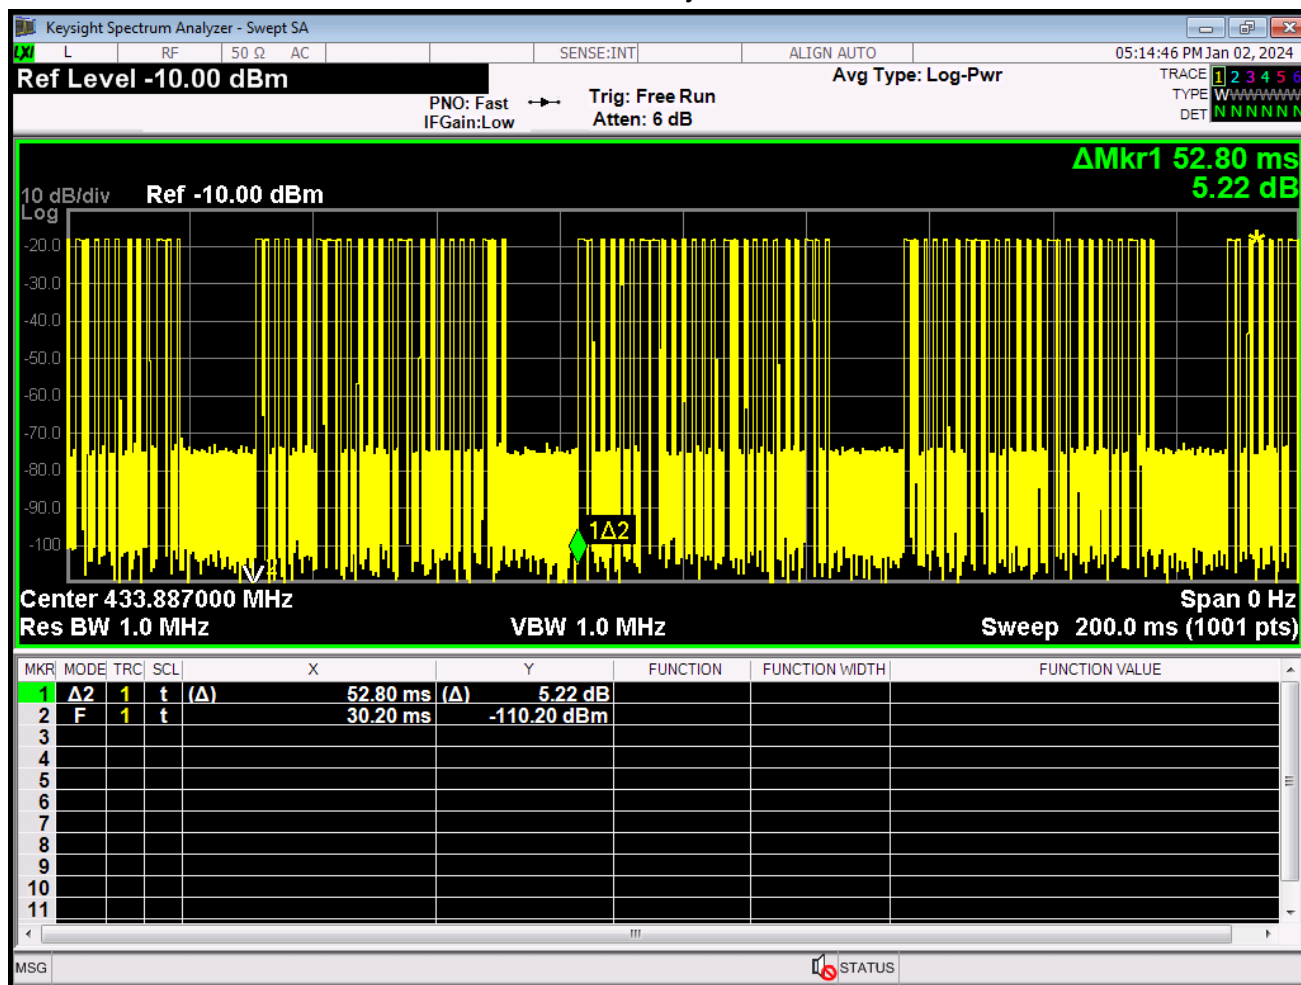 Keysight Spectrum Analyzer - Swept SA
LXI L RF 50 Ω AC SENSE:INT ALIGN AUTO 05:14:46 PM Jan 02, 2024
Ref Level -10.00 dBm Avg Type: Log-Pwr TRACE 1 2 3 4 5 6
PNO: Fast Trig: Free Run TYPE WWWWWW
IFGain:Low Atten: 6 dB DET N N N N N N
ΔMkr1 52.80 ms
10 dB/div Ref -10.00 dBm 5.22 dB
Log
-20.0
-30.0
-40.0
-50.0
-60.0
-70.0
-80.0
-90.0
1Δ2
-100
Center 433.887000 MHz Span 0 Hz
Res BW 1.0 MHz VBW 1.0 MHz Sweep 200.0 ms (1001 pts)
MKR MODE TRC SCL X Y FUNCTION FUNCTION WIDTH FUNCTION VALUE
1 Δ2 1 t (Δ) 52.80 ms (Δ) 5.22 dB
2 F 1 t 30.20 ms -110.20 dBm
3
4
5
6
7
8
9
10
11
MSG STATUS